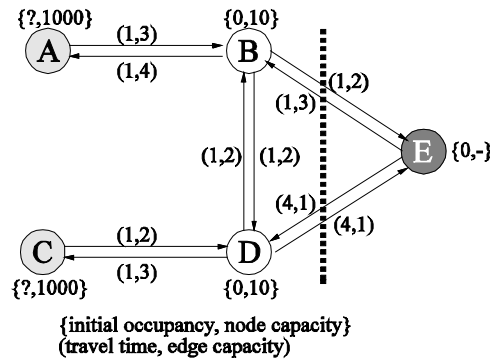 {?,1000}
{0,10}
(1,3)
A
B
(1,4)
(1,2)
(1,3)
(1,2)
(1,2)
E
{0,-}
(4,1)
(1,2)
(4,1)
C
D
(1,3)
{?,1000}
{0,10}
{initial occupancy, node capacity}
(travel time, edge capacity)